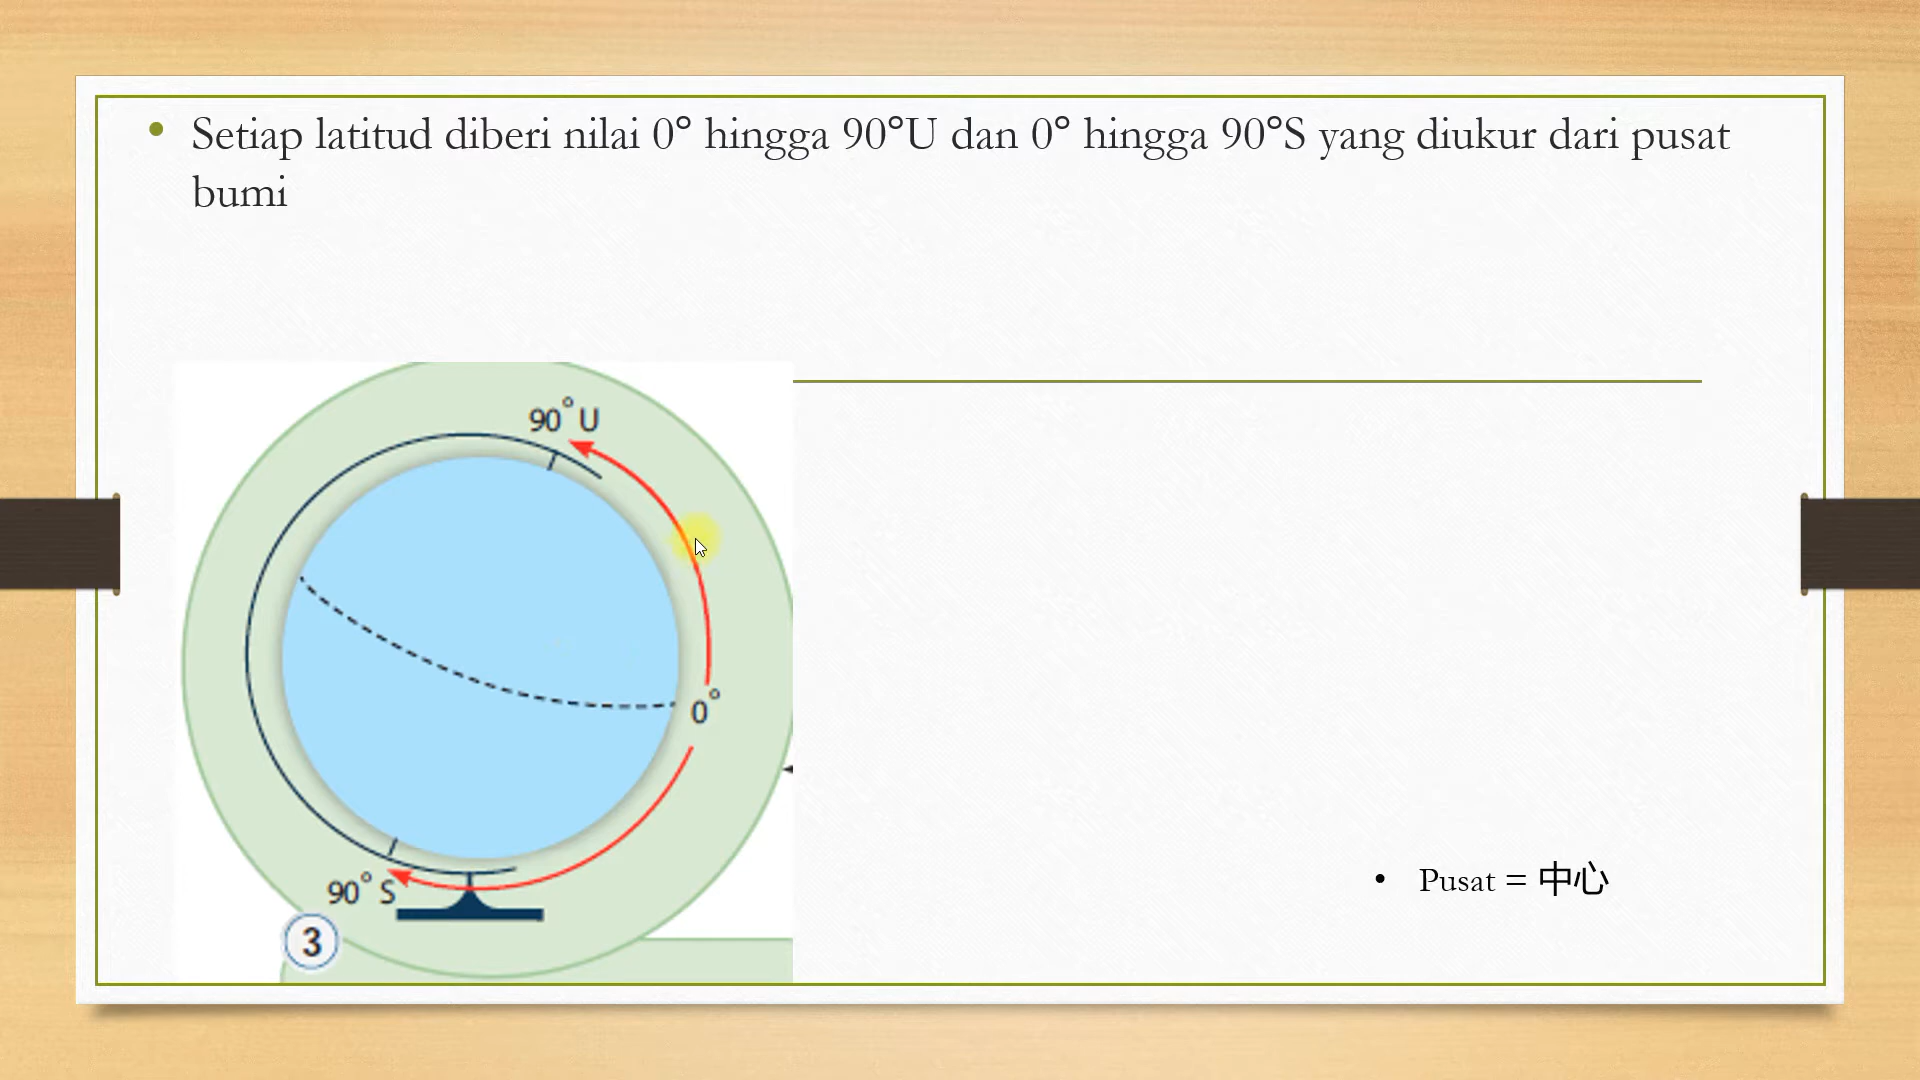 • Setiap latitud diberi nilai 0° hingga 90°U dan 0° hingga 90°S yang diukur dari pusat
bumi
90°U
0°
90°S
3
• Pusat = 中心